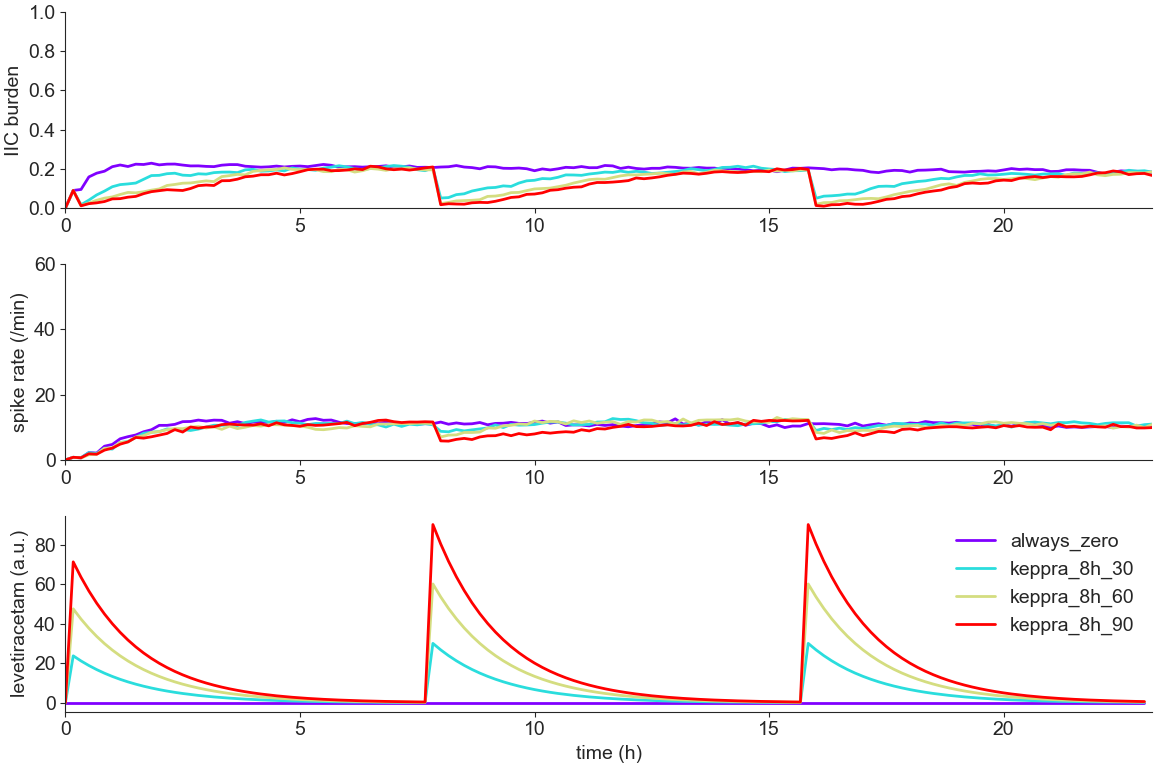 1.0
0.8
0.6
0.4
0.2
0.0
IIC burden
0 5 10 15 20
60
40
20
0
spike rate (/min)
0 5 10 15 20
80
60
40
20
0
levetiracetam (a.u.)
always_zero
keppra_8h_30
keppra_8h_60
keppra_8h_90
0 5 10 15 20
time (h)